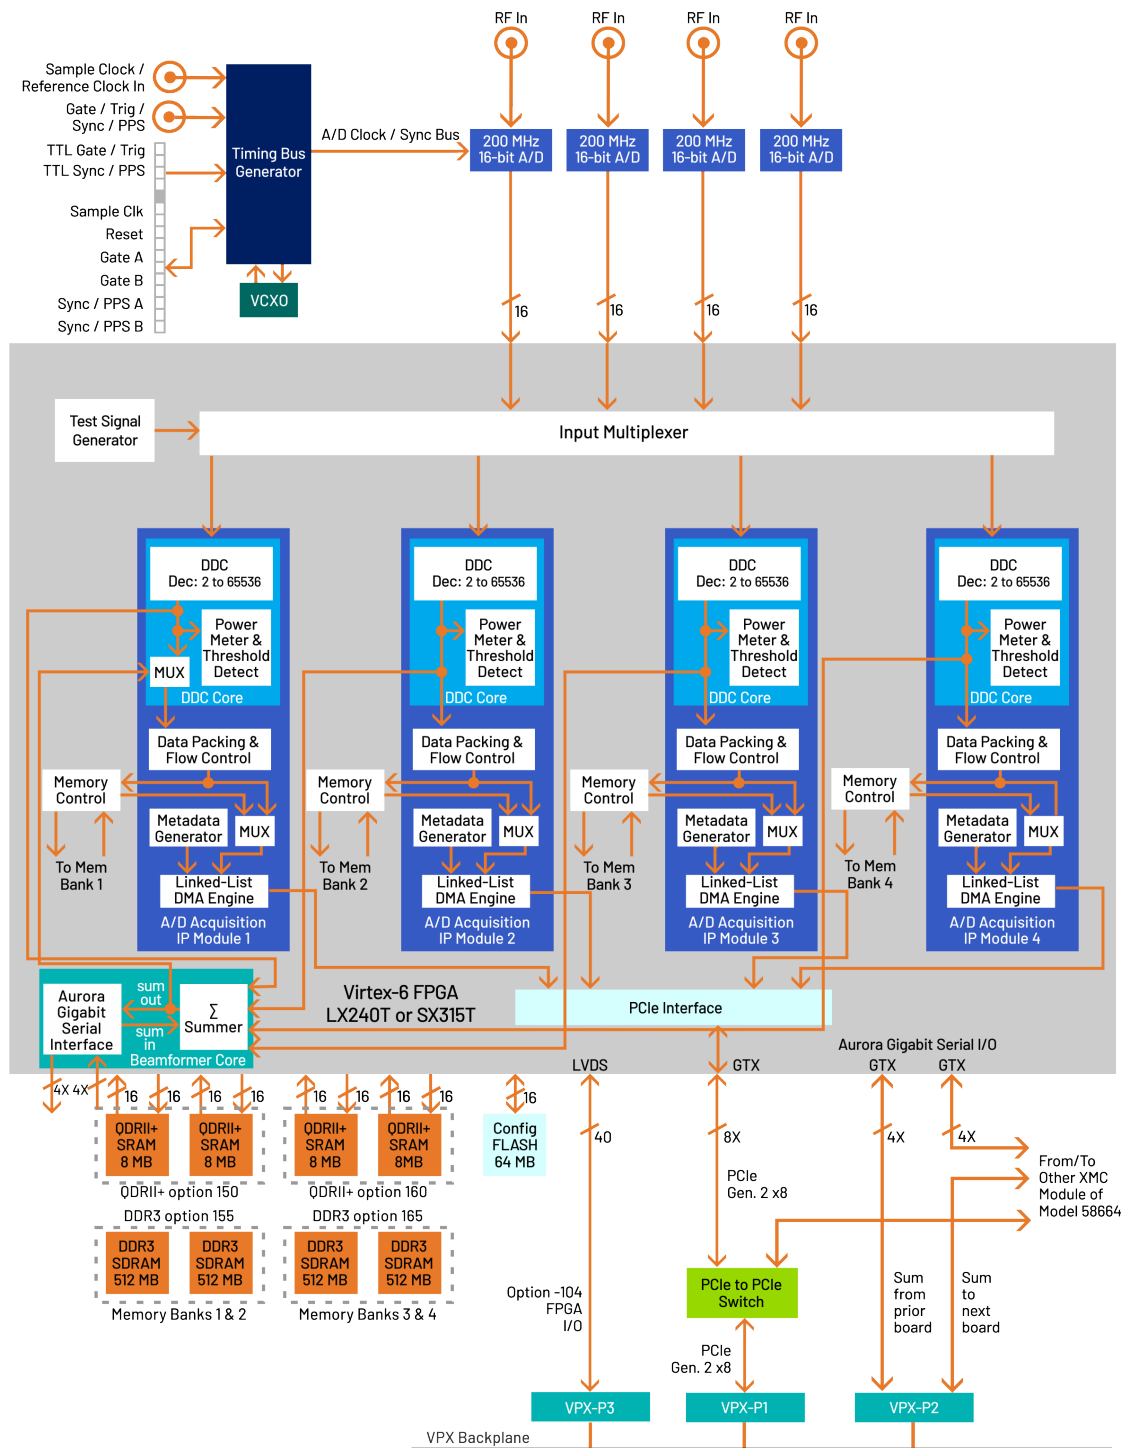 RF In
RF In
RF In
RF In
Sample Clock /
Reference Clock In
Gate / Trig /
Sync / PPS
TTL Gate / Trig
TTL Sync / PPS
Sample Clk
Reset
Gate A
Gate B
Sync / PPS A
Sync / PPS B
Timing Bus
Generator
VCXO
A/D Clock / Sync Bus
200 MHz
16-bit A/D
200 MHz
16-bit A/D
200 MHz
16-bit A/D
200 MHz
16-bit A/D
16
16
16
16
Test Signal
Generator
Input Multiplexer
DDC
Dec: 2 to 65536
Power
Meter &
Threshold
Detect
MUX
DDC Core
Data Packing &
Flow Control
Memory
Control
Metadata
Generator
MUX
To Mem
Bank 1
Linked-List
DMA Engine
A/D Acquisition
IP Module 1
DDC
Dec: 2 to 65536
Power
Meter &
Threshold
Detect
DDC Core
Data Packing &
Flow Control
Memory
Control
Metadata
Generator
MUX
To Mem
Bank 2
Linked-List
DMA Engine
A/D Acquisition
IP Module 2
DDC
Dec: 2 to 65536
Power
Meter &
Threshold
Detect
DDC Core
Data Packing &
Flow Control
Memory
Control
Metadata
Generator
MUX
To Mem
Bank 3
Linked-List
DMA Engine
A/D Acquisition
IP Module 3
DDC
Dec: 2 to 65536
Power
Meter &
Threshold
Detect
DDC Core
Data Packing &
Flow Control
Memory
Control
Metadata
Generator
MUX
To Mem
Bank 4
Linked-List
DMA Engine
A/D Acquisition
IP Module 4
Aurora
Gigabit
Serial
Interface
sum
out
sum
in
∑
Summer
Beamformer Core
Virtex-6 FPGA
LX240T or SX315T
PCIe Interface
LVDS
GTX
Aurora Gigabit Serial I/O
GTX
GTX
4X 4X
16
16
16
16
16
16
16
16
16
40
8X
4X
4X
QDRII+
SRAM
8 MB
QDRII+
SRAM
8 MB
QDRII+
SRAM
8 MB
QDRII+
SRAM
8MB
Config
FLASH
64 MB
QDRII+ option 150
QDRII+ option 160
DDR3 option 155
DDR3 option 165
DDR3
SDRAM
512 MB
DDR3
SDRAM
512 MB
DDR3
SDRAM
512 MB
DDR3
SDRAM
512 MB
Memory Banks 1 & 2
Memory Banks 3 & 4
PCIe
Gen. 2 x8
From/To
Other XMC
Module of
Model 58664
Option -104
FPGA
I/O
PCIe to PCIe
Switch
Sum
from
prior
board
Sum
to
next
board
PCIe
Gen. 2 x8
VPX-P3
VPX-P1
VPX-P2
VPX Backplane